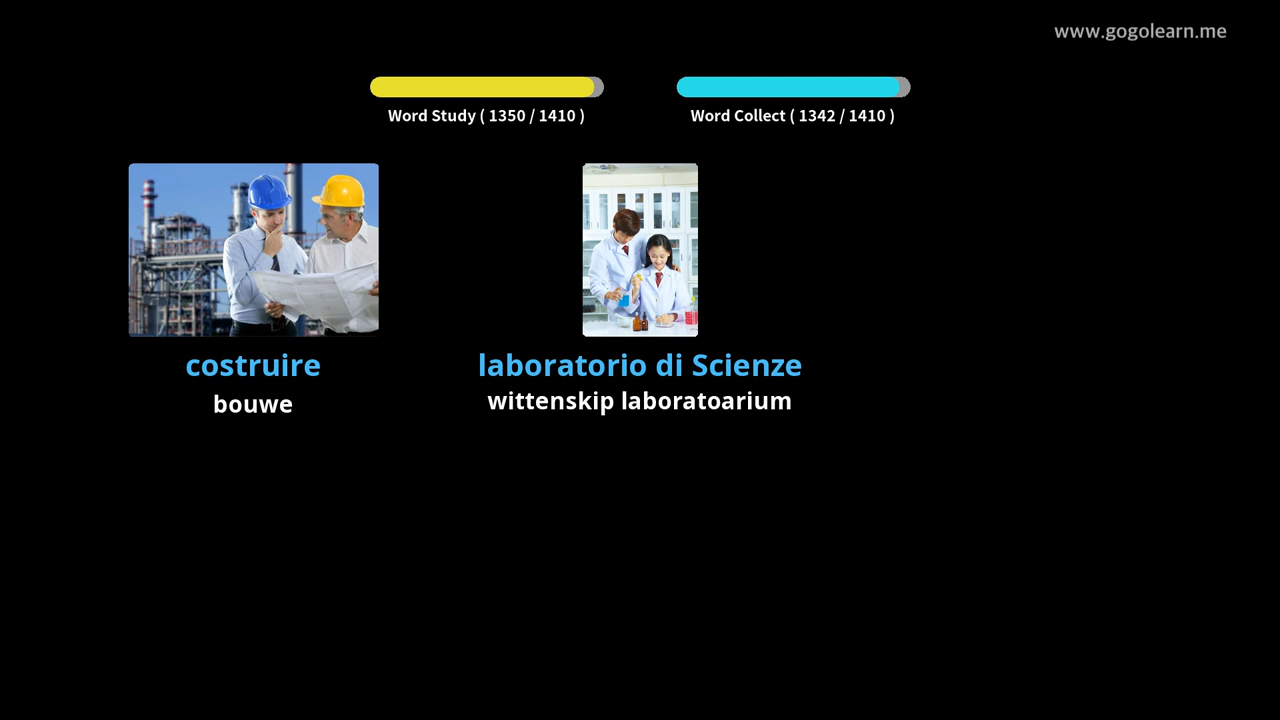 www.gogolearn.me
Word Study ( 1350 / 1410 )
Word Collect ( 1342 / 1410 )
costruire
bouwe
laboratorio di Scienze
wittenskip laboratoarium